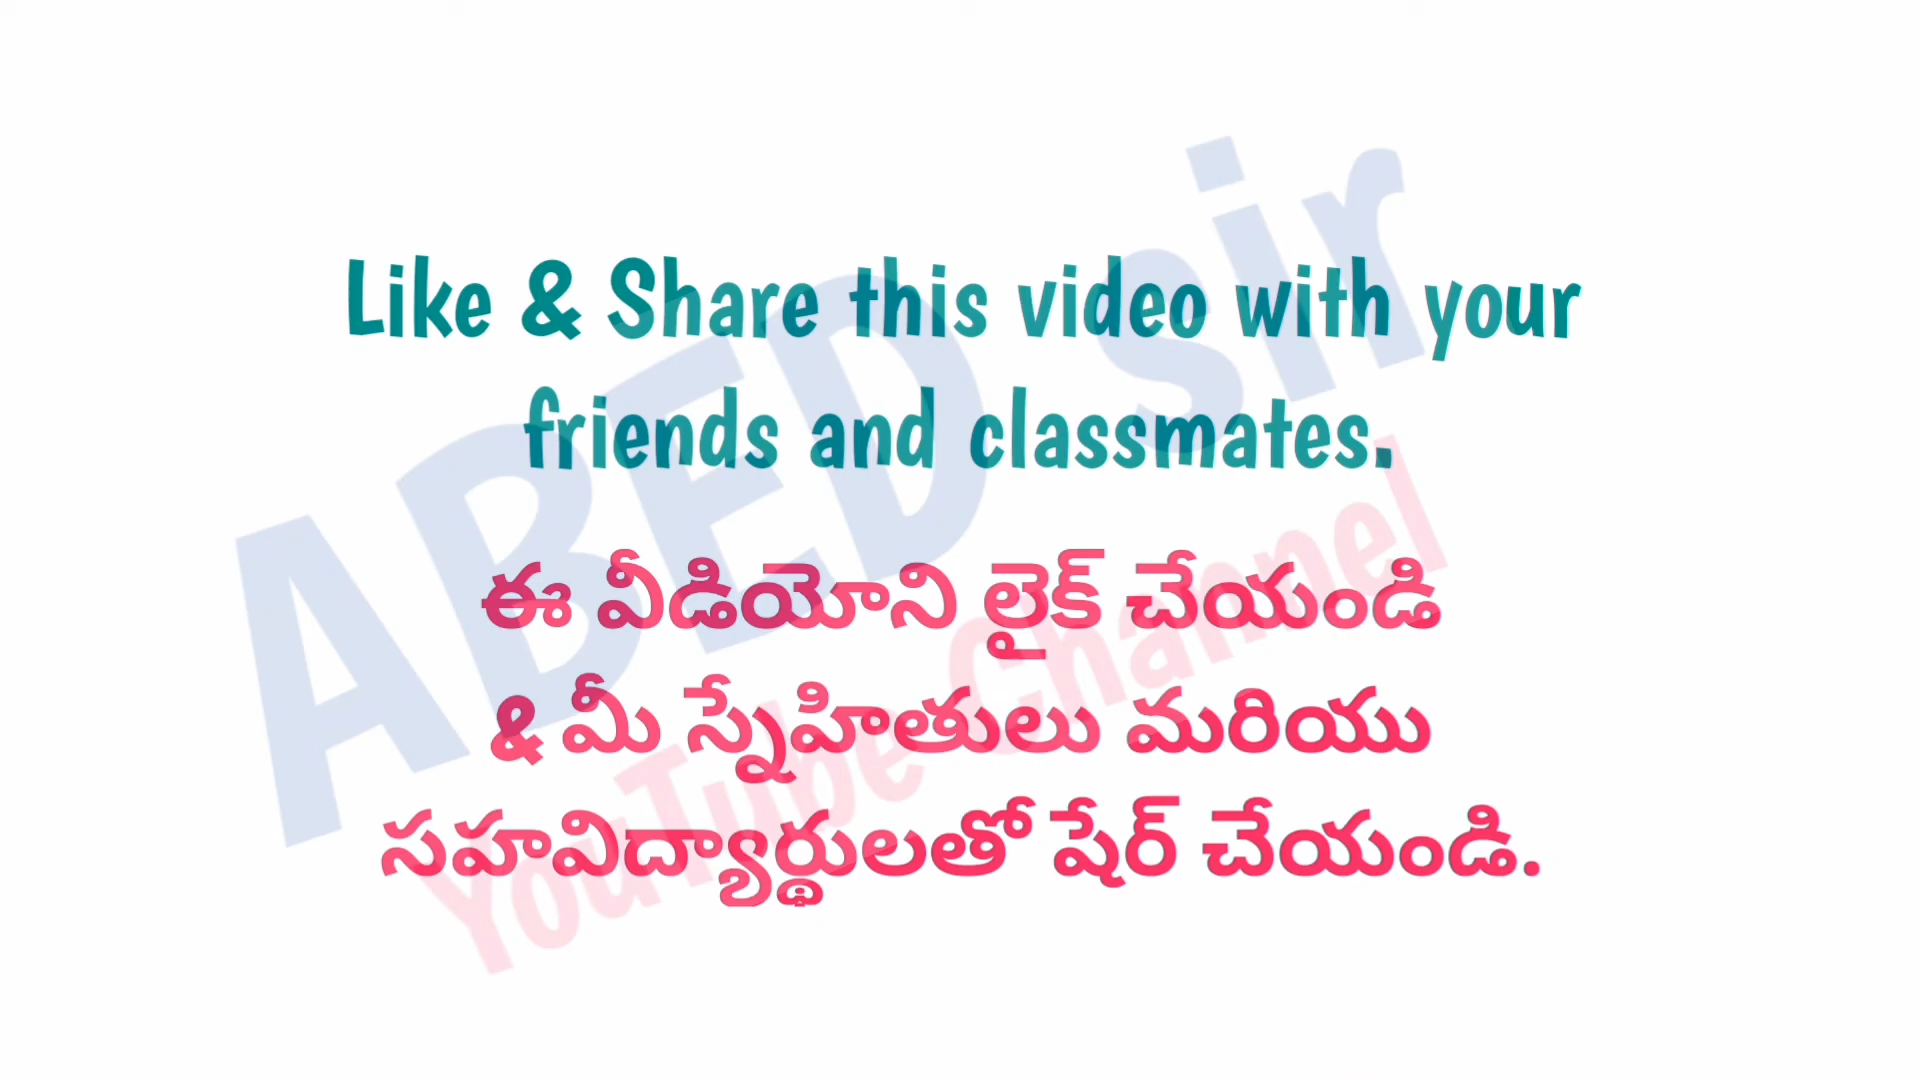 Like & Share this video with your
friends and classmates.
ఈ వీడియోని లైక్ చేయండి
& మీ స్నేహితులు మరియు
సహవిద్యార్థులతో షేర్ చేయండి.
ABED sir
YouTube Channel